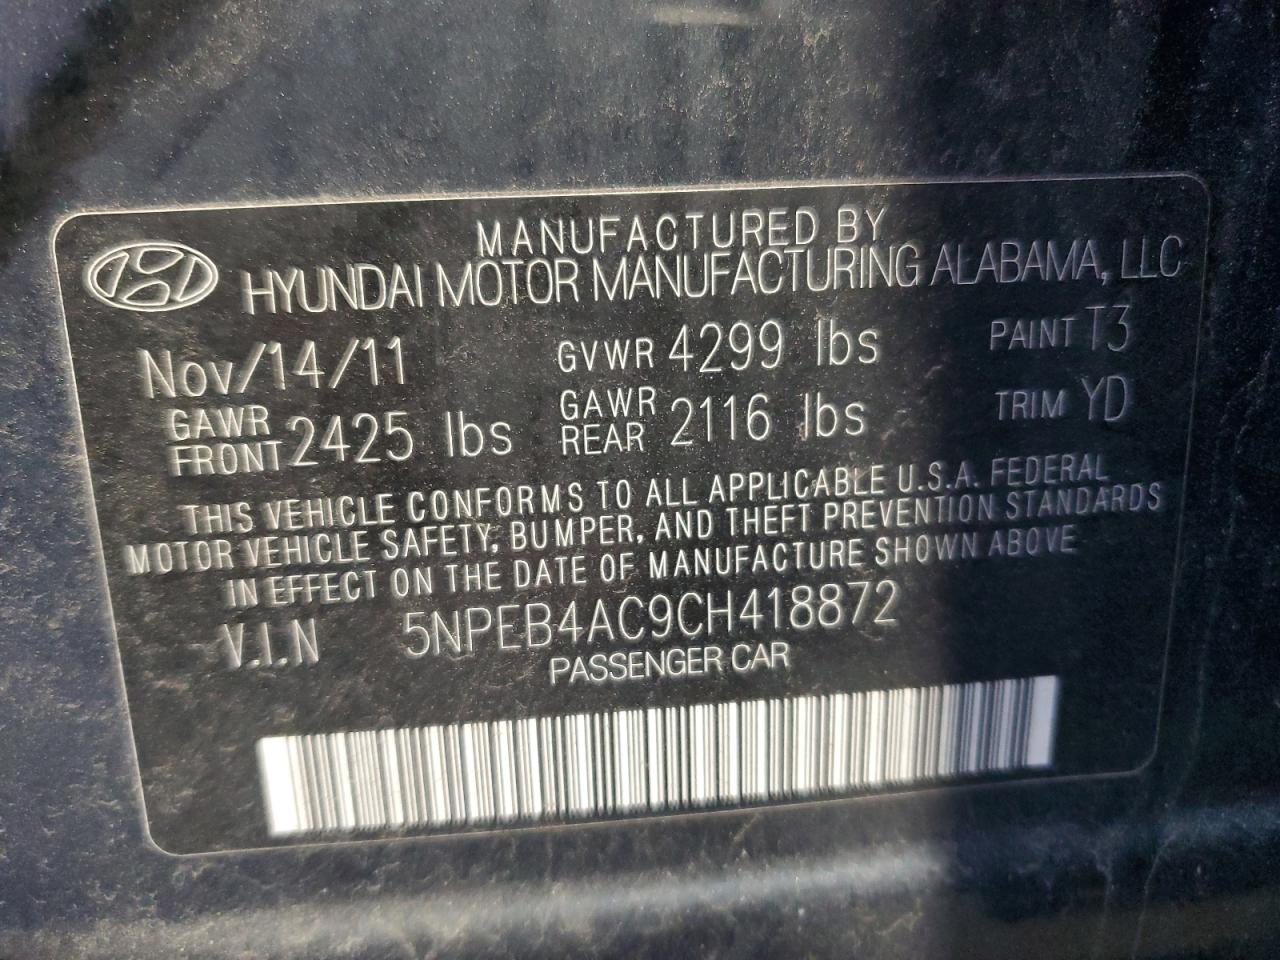 MANUFACTURED BY
HYUNDAI MOTOR MANUFACTURING ALABAMA, LLC
Nov/14/11 GVWR 4299 lbs PAINT T3
GAWR FRONT 2425 lbs GAWR REAR 2116 lbs TRIM YD
THIS VEHICLE CONFORMS TO ALL APPLICABLE U.S.A. FEDERAL
MOTOR VEHICLE SAFETY, BUMPER, AND THEFT PREVENTION STANDARDS
IN EFFECT ON THE DATE OF MANUFACTURE SHOWN ABOVE
V.I.N 5NPEB4AC9CH418872
PASSENGER CAR